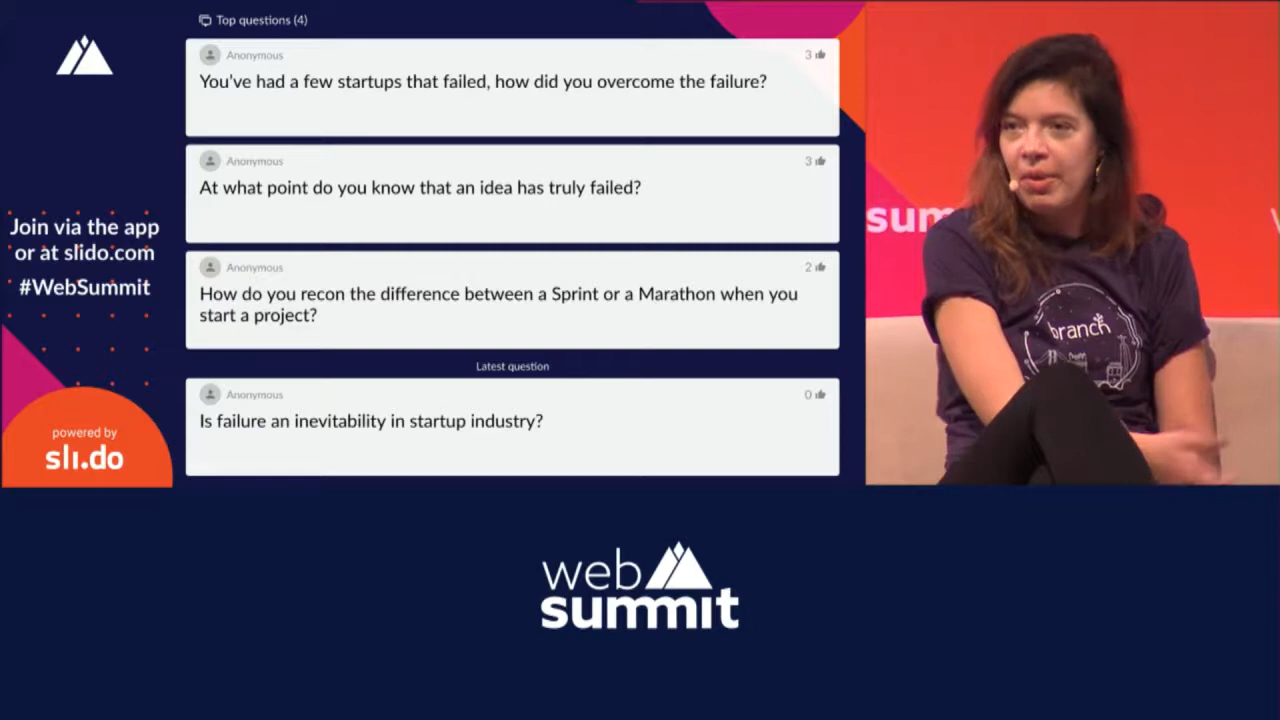 Top questions (4)
Anonymous
3
You've had a few startups that failed, how did you overcome the failure?
Anonymous
3
At what point do you know that an idea has truly failed?
Anonymous
2
How do you recon the difference between a Sprint or a Marathon when you
start a project?
Latest question
Anonymous
0
Is failure an inevitability in startup industry?
Join via the app
or at slido.com
#WebSummit
powered by
sli.do
sum
branch
web
summit